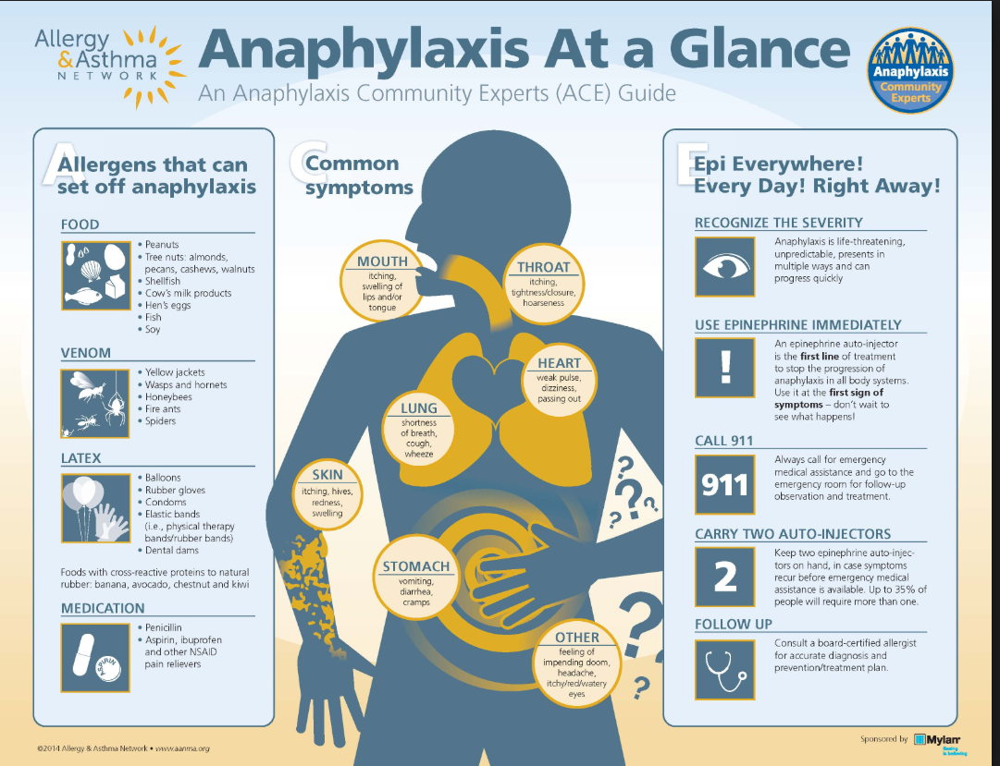 Allergy
&Asthma
NETWORK
Anaphylaxis At a Glance
An Anaphylaxis Community Experts (ACE) Guide
Anaphylaxis
Community
Experts
Allergens that can
set off anaphylaxis
FOOD
• Peanuts
• Tree nuts: almonds,
pecans, cashews, walnuts
• Shellfish
• Cow's milk products
• Hen's eggs
• Fish
• Soy
VENOM
• Yellow jackets
• Wasps and hornets
• Honeybees
• Fire ants
• Spiders
LATEX
• Balloons
• Rubber gloves
• Condoms
• Elastic bands
(i.e., physical therapy
bands/rubber bands)
• Dental dams
Foods with cross-reactive proteins to natural
rubber: banana, avocado, chestnut and kiwi
MEDICATION
ASPIRIN
• Penicillin
• Aspirin, ibuprofen
and other NSAID
pain relievers
Common
symptoms
MOUTH
itching,
swelling of
lips and/or
tongue
THROAT
itching,
tightness/closure,
hoarseness
HEART
weak pulse,
dizziness,
passing out
LUNG
shortness
of breath,
cough,
wheeze
SKIN
itching, hives,
redness,
swelling
? ? ? ?
STOMACH
vomiting,
diarrhea,
cramps
OTHER
feeling of
impending doom,
headache,
itchy/red/watery
eyes
? ?
Epi Everywhere!
Every Day! Right Away!
RECOGNIZE THE SEVERITY
Anaphylaxis is life-threatening,
unpredictable, presents in
multiple ways and can
progress quickly
USE EPINEPHRINE IMMEDIATELY
!
An epinephrine auto-injector
is the first line of treatment
to stop the progression of
anaphylaxis in all body systems.
Use it at the first sign of
symptoms – don't wait to
see what happens!
CALL 911
911
Always call for emergency
medical assistance and go to the
emergency room for follow-up
observation and treatment.
CARRY TWO AUTO-INJECTORS
2
Keep two epinephrine auto-injec-
tors on hand, in case symptoms
recur before emergency medical
assistance is available. Up to 35% of
people will require more than one.
FOLLOW UP
Consult a board-certified allergist
for accurate diagnosis and
prevention/treatment plan.
©2014 Allergy & Asthma Network • www.aanma.org
Sponsored by Mylan
Seeing
is believing